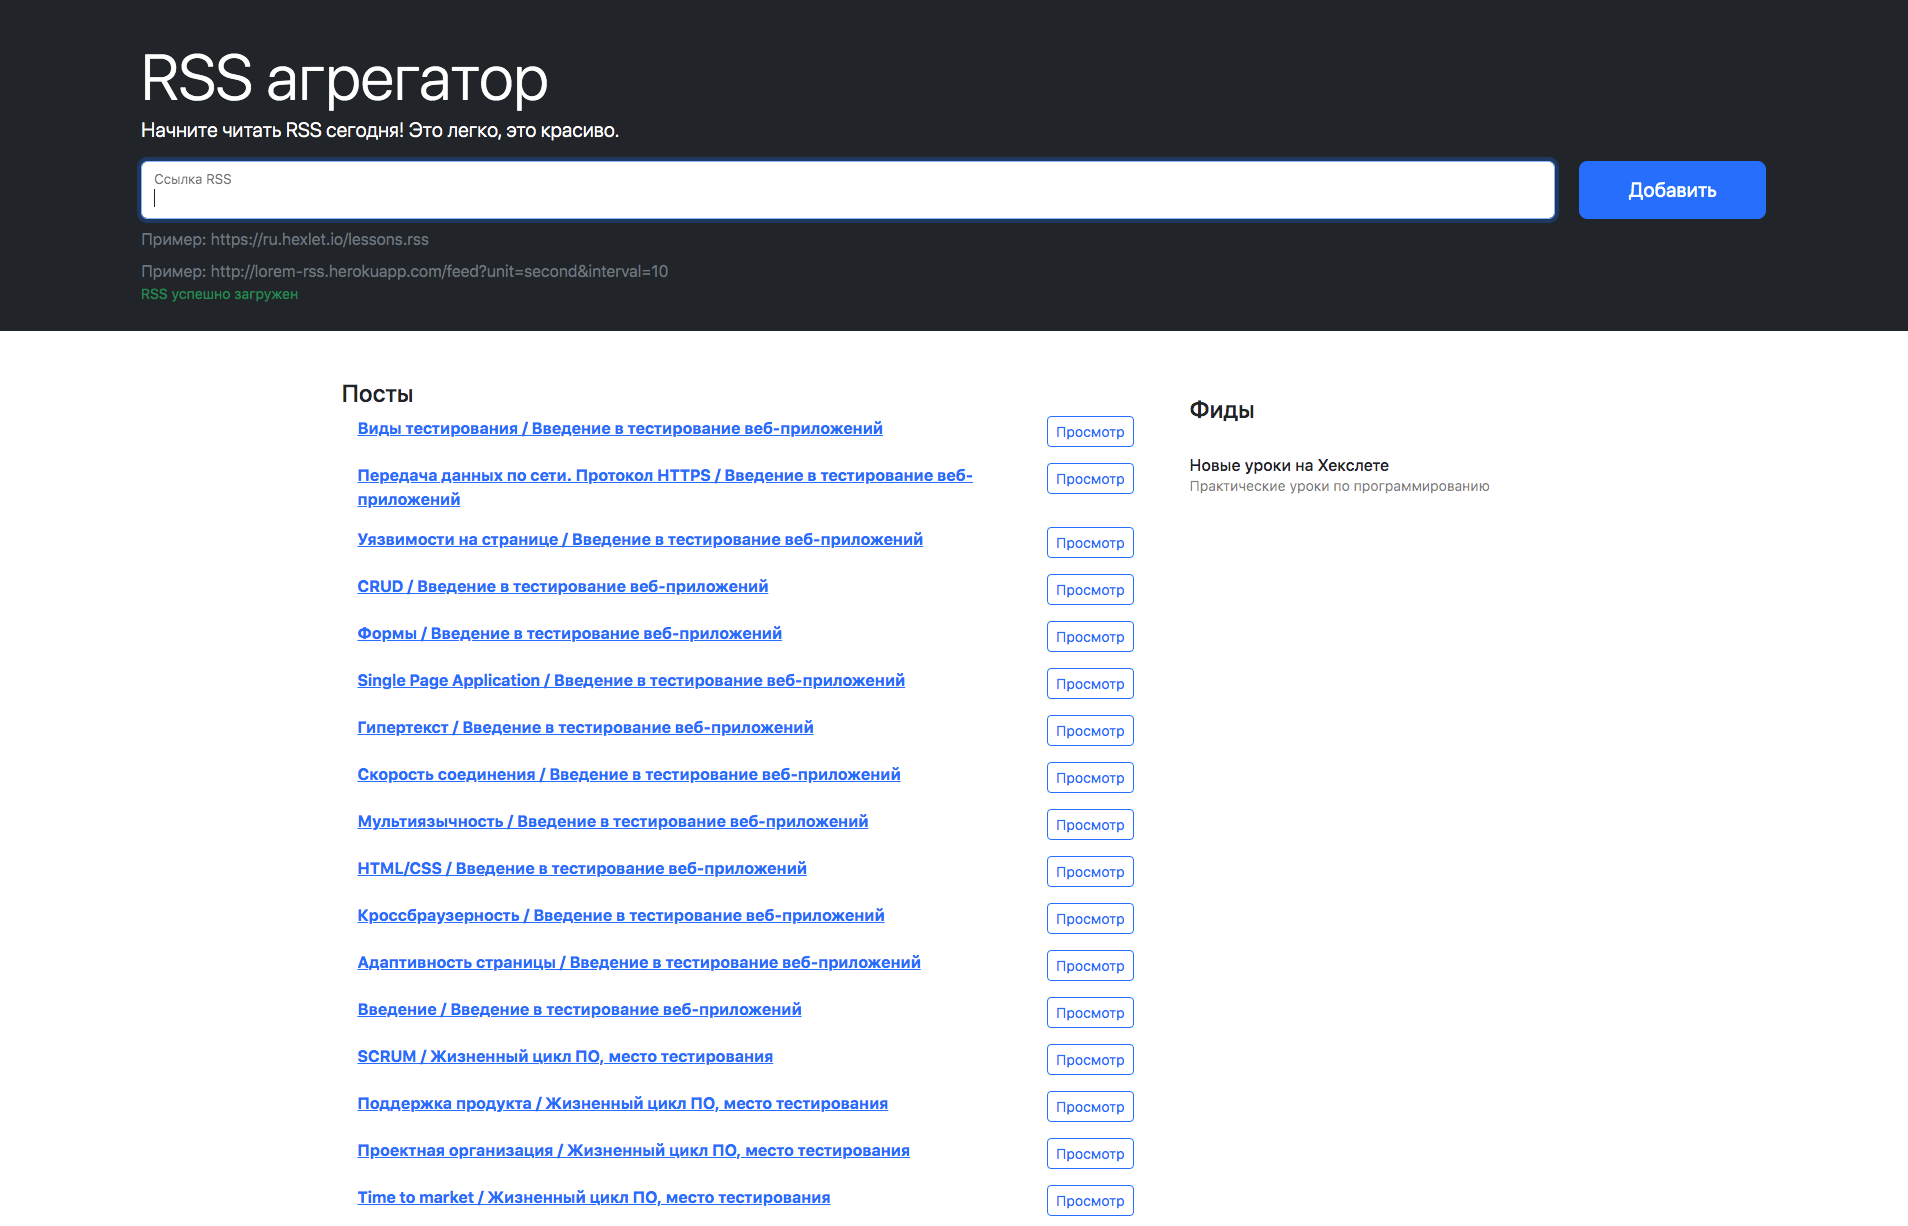 RSS агрегатор
Начните читать RSS сегодня! Это легко, это красиво.
Ссылка RSS
Добавить
Пример: https://ru.hexlet.io/lessons.rss
Пример: http://lorem-rss.herokuapp.com/feed?unit=second&interval=10
RSS успешно загружен
Посты
Виды тестирования / Введение в тестирование веб-приложений
Просмотр
Передача данных по сети. Протокол HTTPS / Введение в тестирование веб-
приложений
Просмотр
Уязвимости на странице / Введение в тестирование веб-приложений
Просмотр
CRUD / Введение в тестирование веб-приложений
Просмотр
Формы / Введение в тестирование веб-приложений
Просмотр
Single Page Application / Введение в тестирование веб-приложений
Просмотр
Гипертекст / Введение в тестирование веб-приложений
Просмотр
Скорость соединения / Введение в тестирование веб-приложений
Просмотр
Мультиязычность / Введение в тестирование веб-приложений
Просмотр
HTML/CSS / Введение в тестирование веб-приложений
Просмотр
Кроссбраузерность / Введение в тестирование веб-приложений
Просмотр
Адаптивность страницы / Введение в тестирование веб-приложений
Просмотр
Введение / Введение в тестирование веб-приложений
Просмотр
SCRUM / Жизненный цикл ПО, место тестирования
Просмотр
Поддержка продукта / Жизненный цикл ПО, место тестирования
Просмотр
Проектная организация / Жизненный цикл ПО, место тестирования
Просмотр
Time to market / Жизненный цикл ПО, место тестирования
Просмотр
Фиды
Новые уроки на Хекслете
Практические уроки по программированию